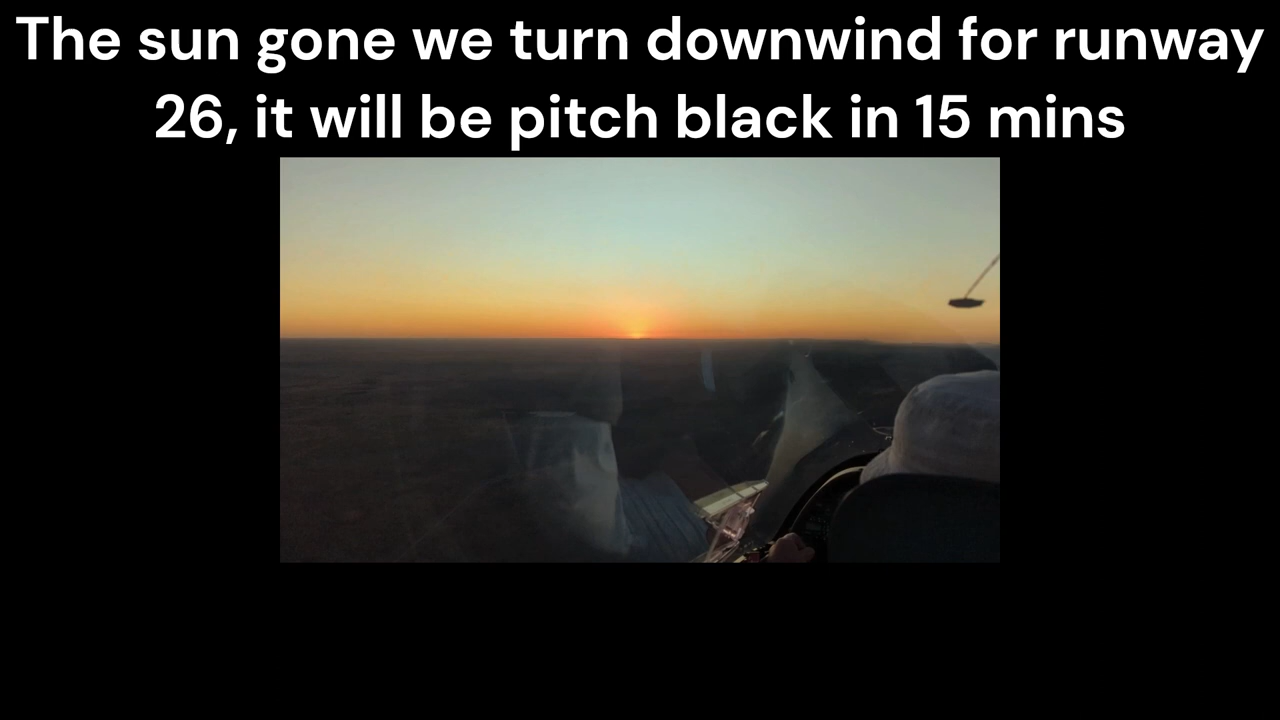 The sun gone we turn downwind for runway
26, it will be pitch black in 15 mins